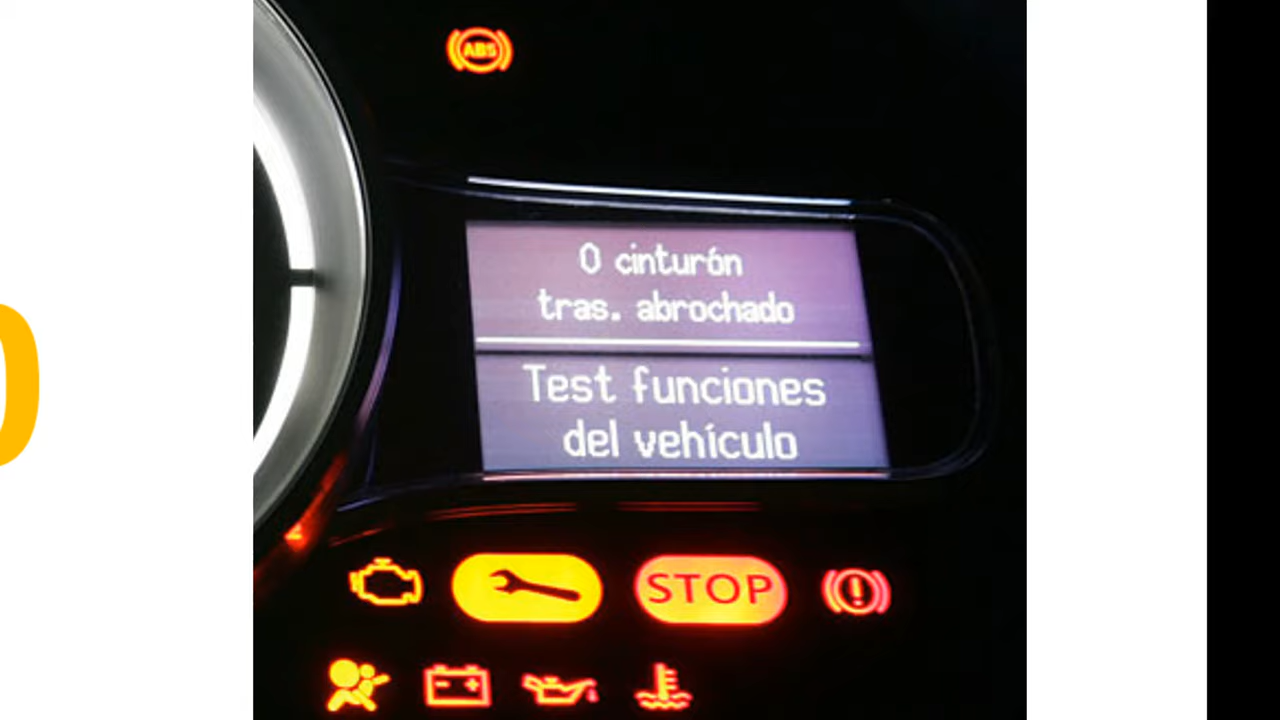 ABS
0 cinturón
tras. abrochado
Test funciones
del vehículo
STOP